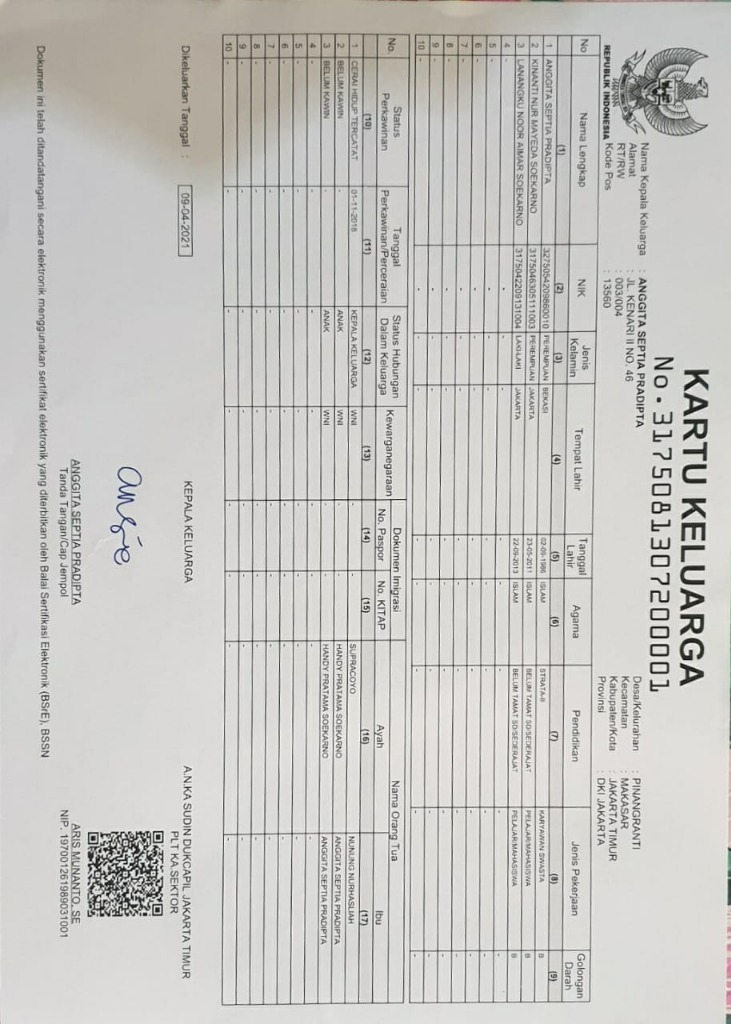 KARTU KELUARGA
No. 3175081307200001
REPUBLIK INDONESIA
Nama Kepala Keluarga : ANGGITA SEPTIA PRADIPTA
Alamat : JL. KENARI II NO. 46
RT/RW : 003/004
Kode Pos : 13560
Desa/Kelurahan : PINANGRANTI
Kecamatan : MAKASAR
Kabupaten/Kota : JAKARTA TIMUR
Provinsi : DKI JAKARTA
No Nama Lengkap NIK Jenis Kelamin Tempat Lahir Tanggal Lahir Agama Pendidikan Jenis Pekerjaan Golongan Darah
(1) (2) (3) (4) (5) (6) (7) (8) (9)
1 ANGGITA SEPTIA PRADIPTA 3275054209860010 PEREMPUAN BEKASI 02-09-1986 ISLAM STRATA-II KARYAWAN SWASTA B
2 KINANTI NUR MAYEDA SOEKARNO 3175046305111003 PEREMPUAN JAKARTA 23-05-2011 ISLAM BELUM TAMAT SD/SEDERAJAT PELAJAR/MAHASISWA B
3 LANANGKU NOOR AIMAR SOEKARNO 3175042209131004 LAKI-LAKI JAKARTA 22-09-2013 ISLAM BELUM TAMAT SD/SEDERAJAT PELAJAR/MAHASISWA B
4 - - - - - - - - -
5 - - - - - - - - -
6 - - - - - - - - -
7 - - - - - - - - -
8 - - - - - - - - -
9 - - - - - - - - -
10 - - - - - - - - -
No. Status Perkawinan Tanggal Perkawinan/Perceraian Status Hubungan Dalam Keluarga Kewarganegaraan Dokumen Imigrasi Nama Orang Tua
No. Paspor No. KITAP Ayah Ibu
(10) (11) (12) (13) (14) (15) (16) (17)
1 CERAI HIDUP TERCATAT 01-11-2018 KEPALA KELUARGA WNI - - SUPRACOYO NUNUNG NURHASLIAH
2 BELUM KAWIN - ANAK WNI - - HANDY PRATAMA SOEKARNO ANGGITA SEPTIA PRADIPTA
3 BELUM KAWIN - ANAK WNI - - HANDY PRATAMA SOEKARNO ANGGITA SEPTIA PRADIPTA
4 - - - - - - - -
5 - - - - - - - -
6 - - - - - - - -
7 - - - - - - - -
8 - - - - - - - -
9 - - - - - - - -
10 - - - - - - - -
Dikeluarkan Tanggal : 09-04-2021
KEPALA KELUARGA
ANGGITA SEPTIA PRADIPTA
Tanda Tangan/Cap Jempol
A.N.KA SUDIN DUKCAPIL JAKARTA TIMUR
PLT KA.SEKTOR
ARIS MUNANTO, SE
NIP. 197001261989031001
Dokumen ini telah ditandatangani secara elektronik menggunakan sertifikat elektronik yang diterbitkan oleh Balai Sertifikasi Elektronik (BSrE), BSSN